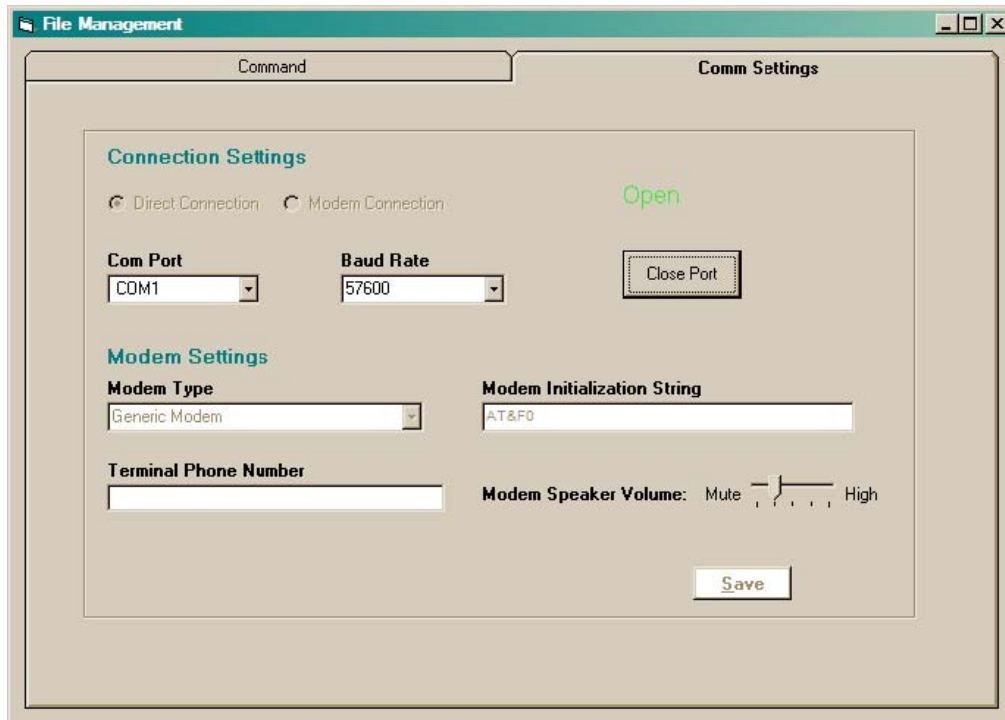 File Management
Command
Comm Settings
Connection Settings
Direct Connection
Modem Connection
Open
Com Port
Baud Rate
COM1
57600
Close Port
Modem Settings
Modem Type
Modem Initialization String
Generic Modem
AT&F0
Terminal Phone Number
Modem Speaker Volume: Mute High
Save